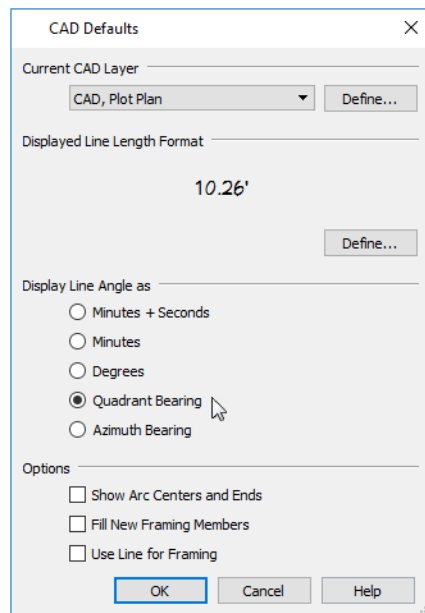 CAD Defaults
Current CAD Layer
CAD, Plot Plan
Define...
Displayed Line Length Format
10.26'
Define...
Display Line Angle as
Minutes + Seconds
Minutes
Degrees
Quadrant Bearing
Azimuth Bearing
Options
Show Arc Centers and Ends
Fill New Framing Members
Use Line for Framing
OK Cancel Help